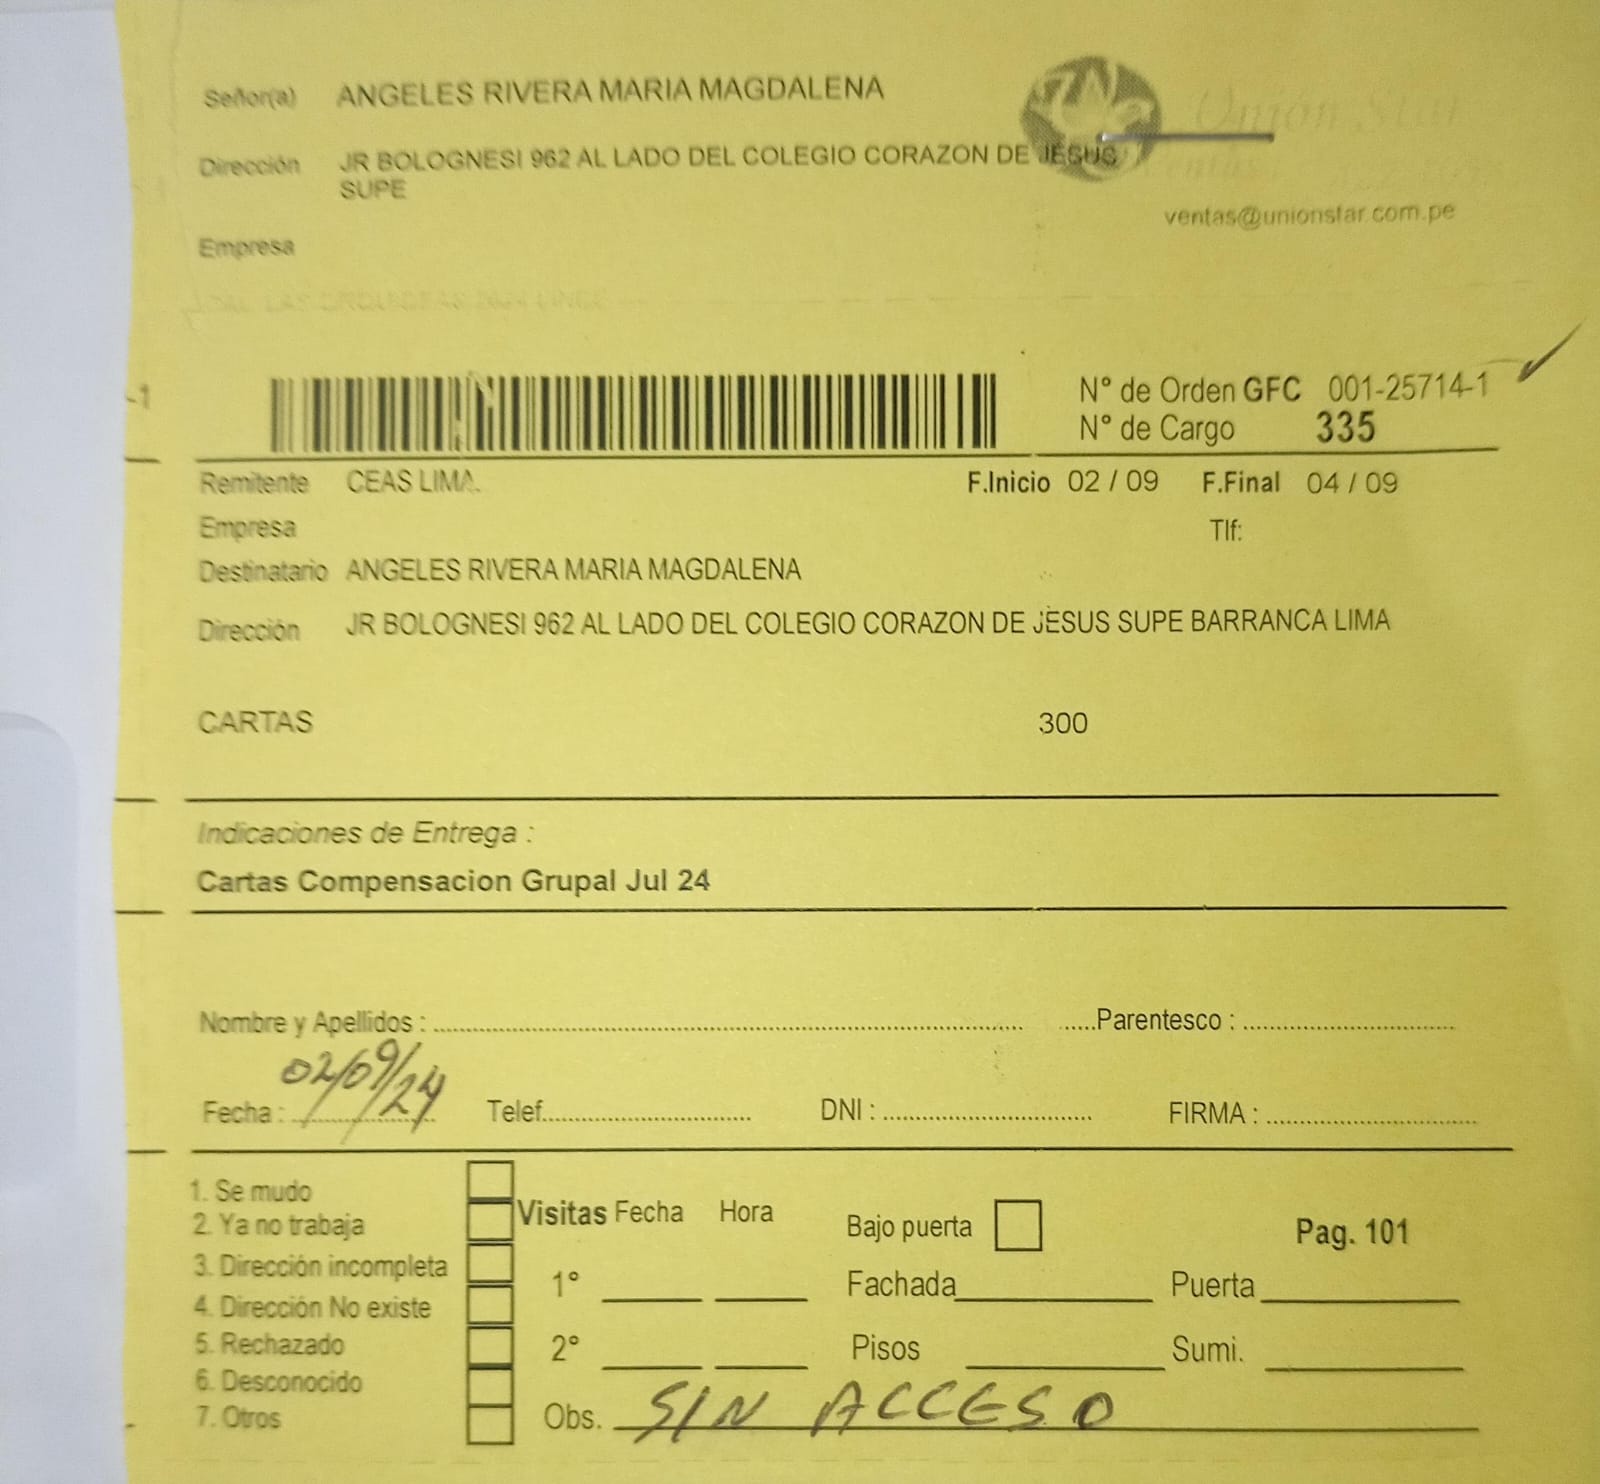 Señor(a) ANGELES RIVERA MARIA MAGDALENA
Unión Star
Dirección JR BOLOGNESI 962 AL LADO DEL COLEGIO CORAZON DE JESUS
SUPE
ventas@unionstar.com.pe
Empresa
-1
N° de Orden GFC 001-25714-1
N° de Cargo 335
Remitente CEAS LIMA. F.Inicio 02 / 09 F.Final 04 / 09
Empresa Tlf:
Destinatario ANGELES RIVERA MARIA MAGDALENA
Dirección JR BOLOGNESI 962 AL LADO DEL COLEGIO CORAZON DE JESUS SUPE BARRANCA LIMA
CARTAS 300
Indicaciones de Entrega :
Cartas Compensacion Grupal Jul 24
Nombre y Apellidos : Parentesco :
Fecha : 02/09/24 Telef. DNI : FIRMA :
1. Se mudo
2. Ya no trabaja Visitas Fecha Hora Bajo puerta Pag. 101
3. Dirección incompleta 1° Fachada Puerta
4. Dirección No existe
5. Rechazado 2° Pisos Sumi.
6. Desconocido
7. Otros Obs. SIN ACCESO